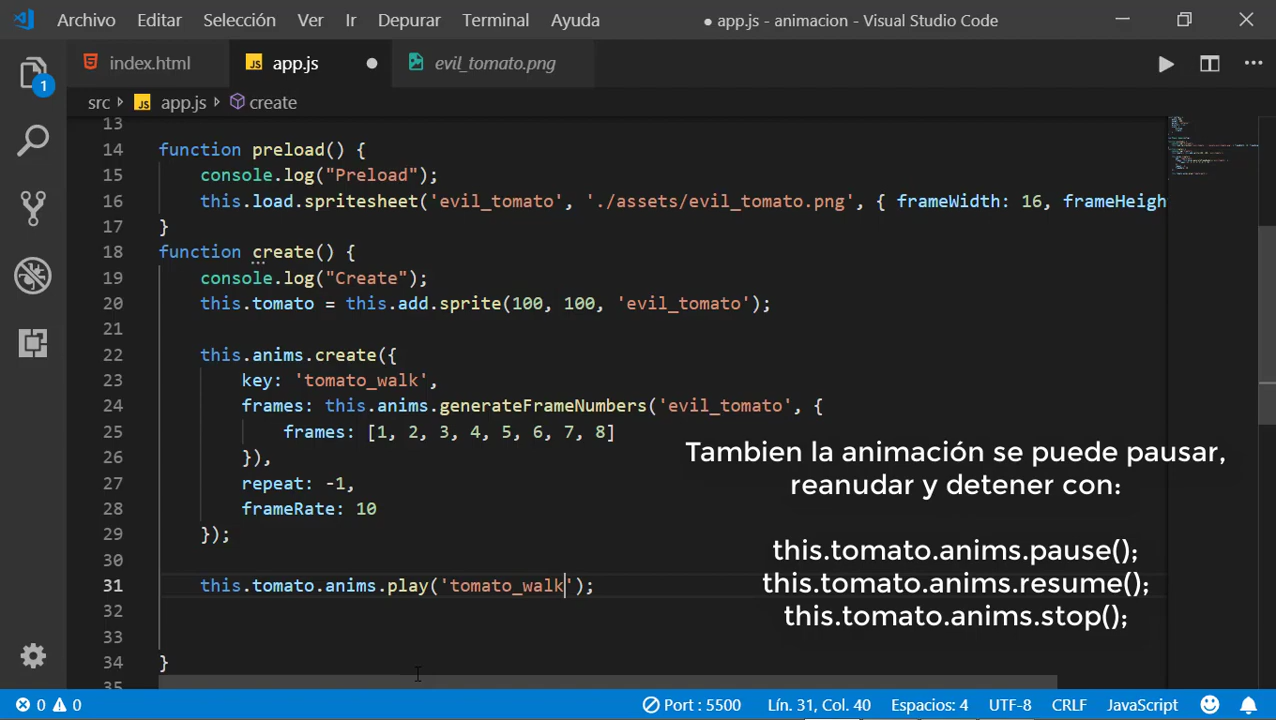 Archivo Editar Selección Ver Ir Depurar Terminal Ayuda ● app.js - animacion - Visual Studio Code
index.html JS app.js ● evil_tomato.png
1
src > JS app.js > create
13
14 function preload() {
15 console.log("Preload");
16 this.load.spritesheet('evil_tomato', './assets/evil_tomato.png', { frameWidth: 16, frameHeigh
17 }
18 function create() {
19 console.log("Create");
20 this.tomato = this.add.sprite(100, 100, 'evil_tomato');
21
22 this.anims.create({
23 key: 'tomato_walk',
24 frames: this.anims.generateFrameNumbers('evil_tomato', {
25 frames: [1, 2, 3, 4, 5, 6, 7, 8]
26 }),
27 repeat: -1,
28 frameRate: 10
29 });
30
31 this.tomato.anims.play('tomato_walk');
32
33
34 }
35
Tambien la animación se puede pausar,
reanudar y detener con:
this.tomato.anims.pause();
this.tomato.anims.resume();
this.tomato.anims.stop();
0 0 Port : 5500 Lín. 31, Col. 40 Espacios: 4 UTF-8 CRLF JavaScript